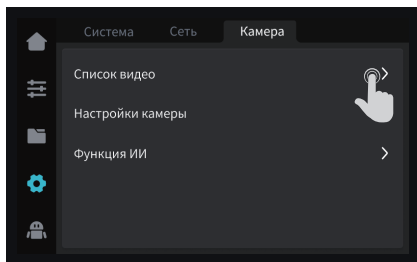 Система Сеть Камера
Список видео
Настройки камеры
Функция ИИ